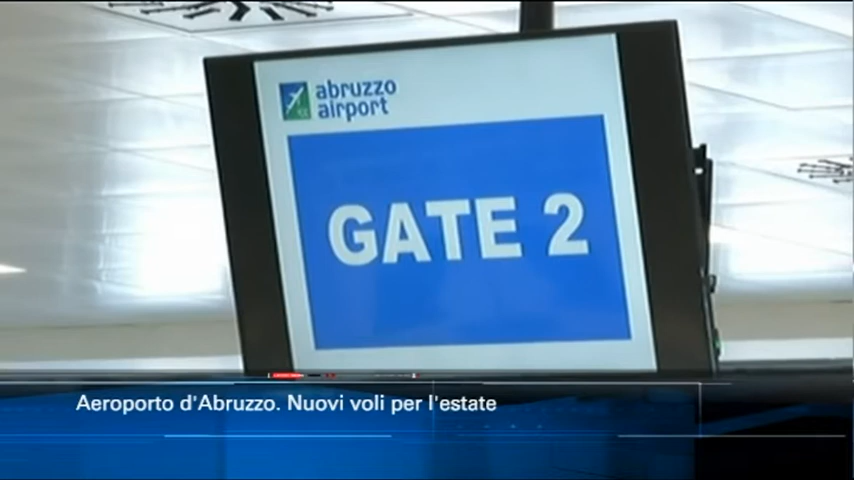 abruzzo
airport
GATE 2
Aeroporto d'Abruzzo. Nuovi voli per l'estate